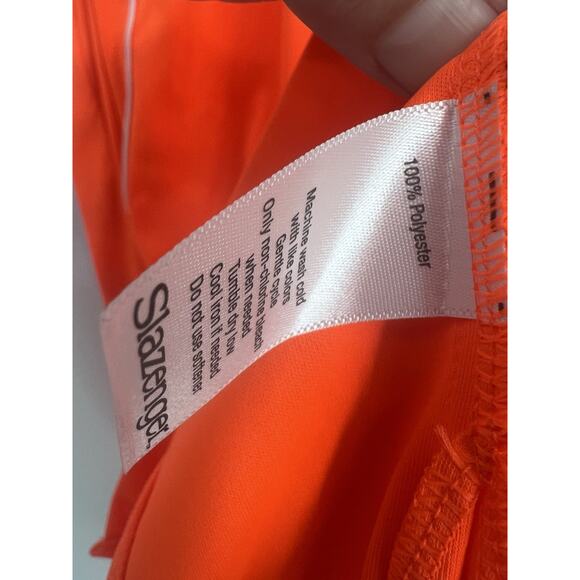 100% Polyester
Machine wash cold
with like colors
Gentle cycle
Only non-chlorine bleach
when needed
Tumble dry low
Cool iron if needed
Do not use softener
Slazenger